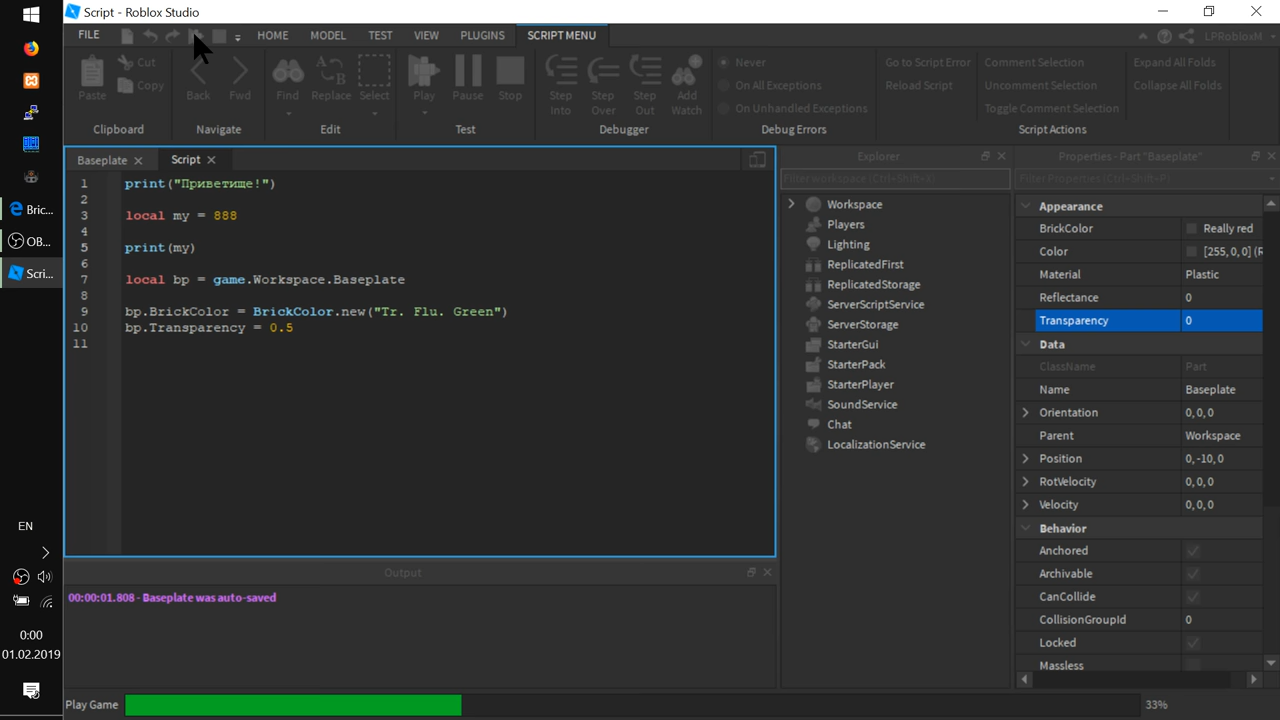 Script - Roblox Studio
FILE HOME MODEL TEST VIEW PLUGINS SCRIPT MENU LPRobloxM
Paste Cut Copy Back Fwd Find Replace Select Play Pause Stop Step Into Step Over Step Out Add Watch
Never
On All Exceptions
On Unhandled Exceptions
Go to Script Error
Reload Script
Comment Selection
Uncomment Selection
Toggle Comment Selection
Expand All Folds
Collapse All Folds
Clipboard Navigate Edit Test Debugger Debug Errors Script Actions
Baseplate Script
1 print("Приветище!")
2
3 local my = 888
4
5 print(my)
6
7 local bp = game.Workspace.Baseplate
8
9 bp.BrickColor = BrickColor.new("Tr. Flu. Green")
10 bp.Transparency = 0.5
11
Output
00:00:01.808 - Baseplate was auto-saved
Play Game 33%
Explorer
Filter workspace (Ctrl+Shift+X)
Workspace
Players
Lighting
ReplicatedFirst
ReplicatedStorage
ServerScriptService
ServerStorage
StarterGui
StarterPack
StarterPlayer
SoundService
Chat
LocalizationService
Properties - Part "Baseplate"
Filter Properties (Ctrl+Shift+P)
Appearance
BrickColor Really red
Color [255, 0, 0] (R
Material Plastic
Reflectance 0
Transparency 0
Data
ClassName Part
Name Baseplate
Orientation 0, 0, 0
Parent Workspace
Position 0, -10, 0
RotVelocity 0, 0, 0
Velocity 0, 0, 0
Behavior
Anchored
Archivable
CanCollide
CollisionGroupId 0
Locked
Massless
Bric...
OB...
Scri...
EN
0:00
01.02.2019